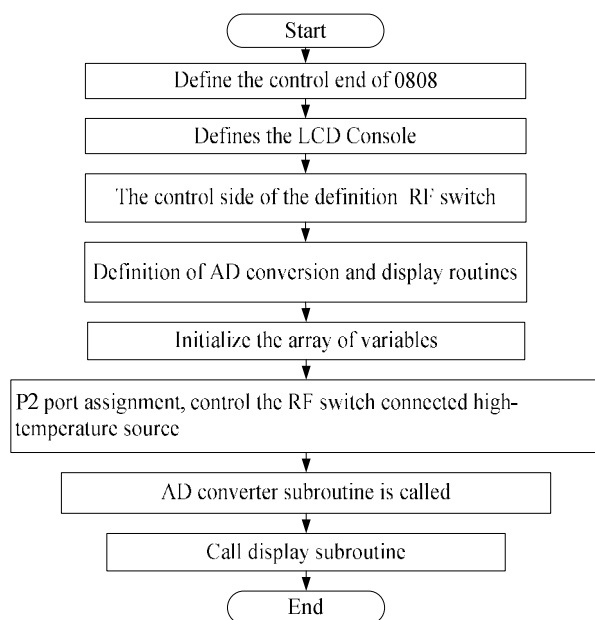 Start
Define the control end of 0808
Defines the LCD Console
The control side of the definition RF switch
Definition of AD conversion and display routines
Initialize the array of variables
P2 port assignment, control the RF switch connected high-
temperature source
AD converter subroutine is called
Call display subroutine
End